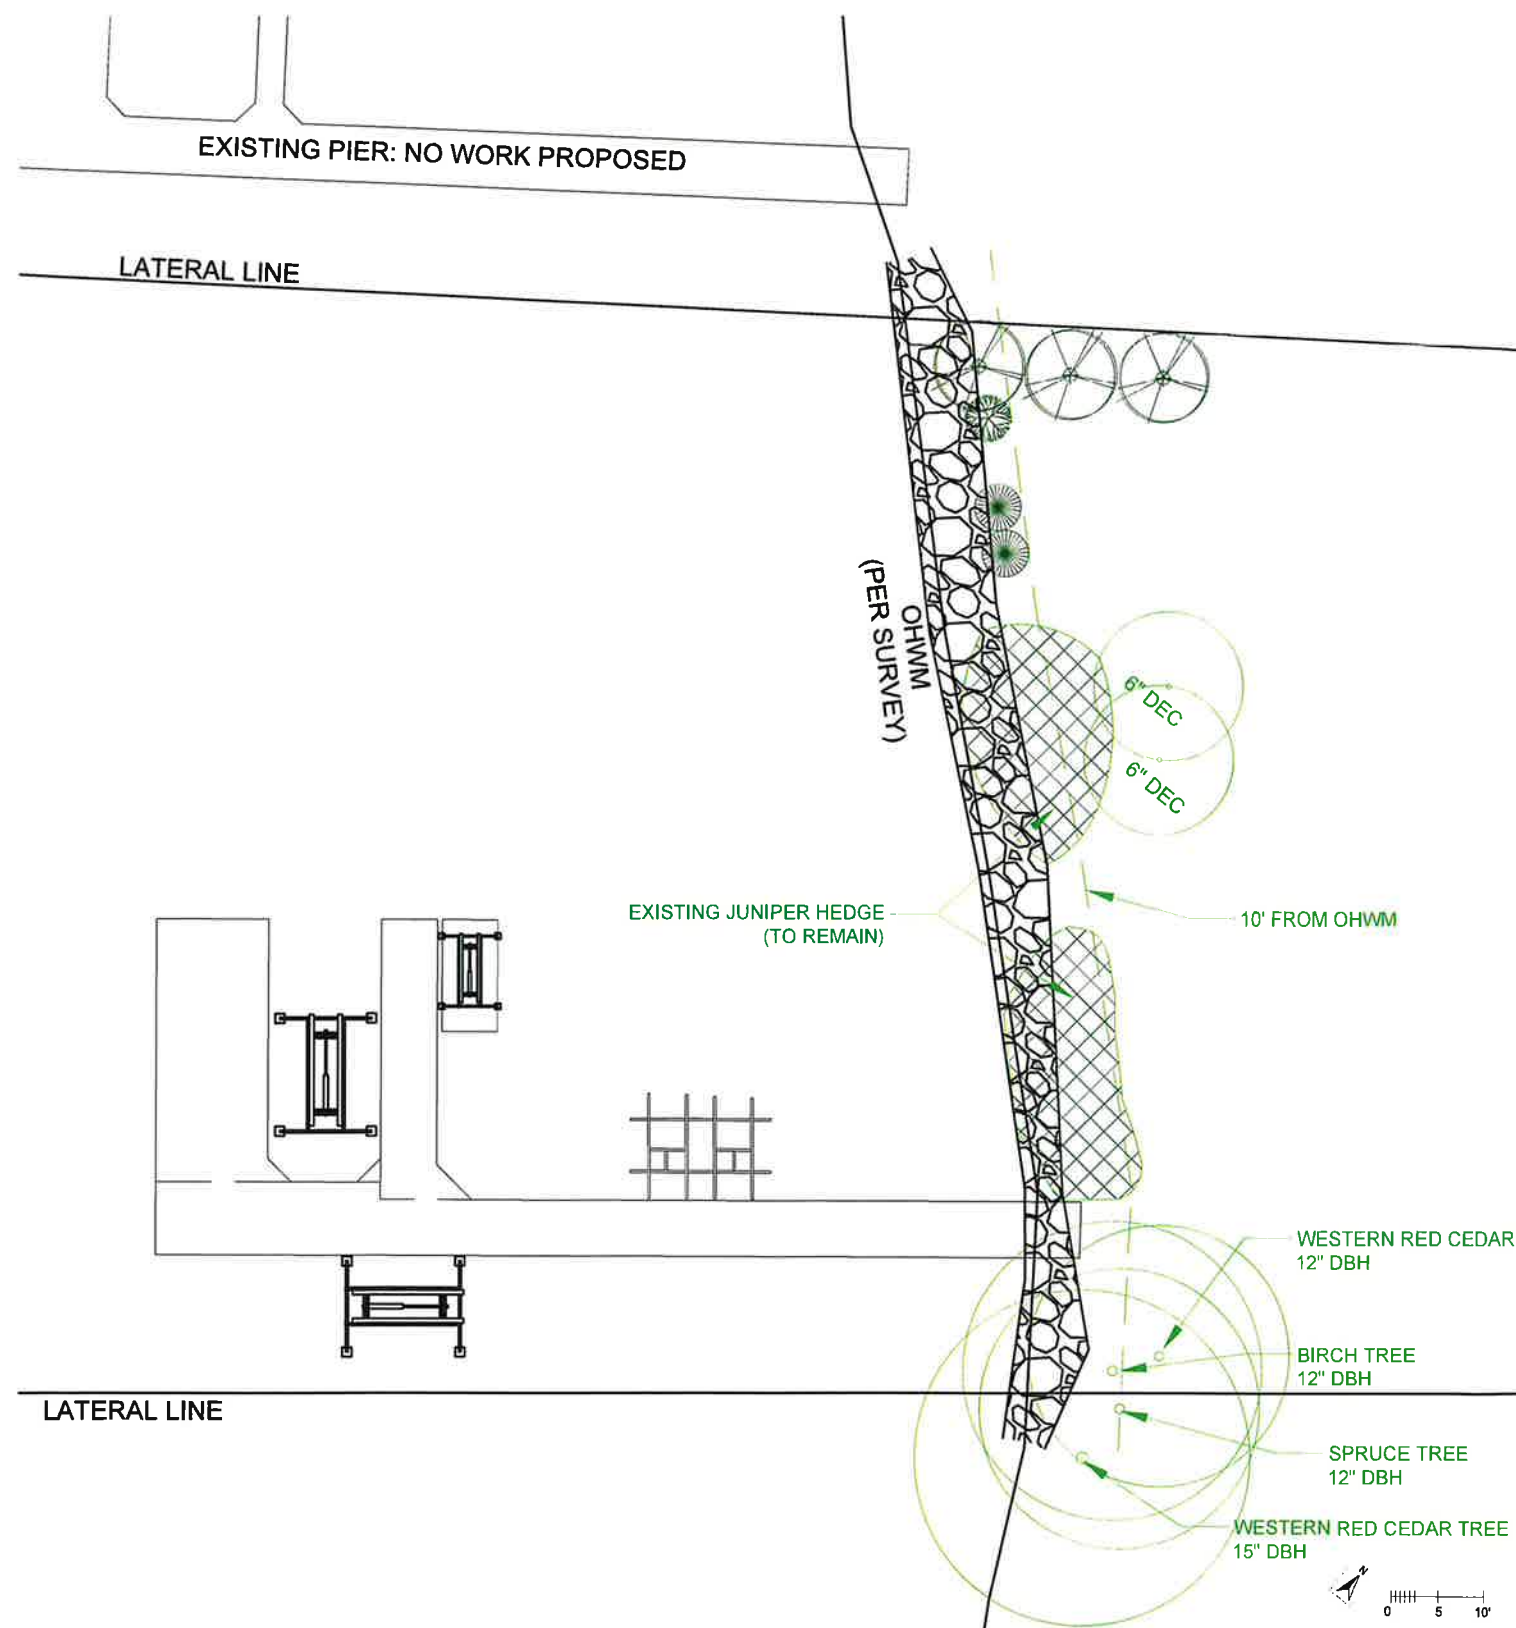 EXISTING PIER: NO WORK PROPOSED
LATERAL LINE
OHWM
(PER SURVEY)
6" DEC
6" DEC
EXISTING JUNIPER HEDGE
(TO REMAIN)
10' FROM OHWM
WESTERN RED CEDAR
12" DBH
BIRCH TREE
12" DBH
LATERAL LINE
SPRUCE TREE
12" DBH
WESTERN RED CEDAR TREE
15" DBH
N
0 5 10'